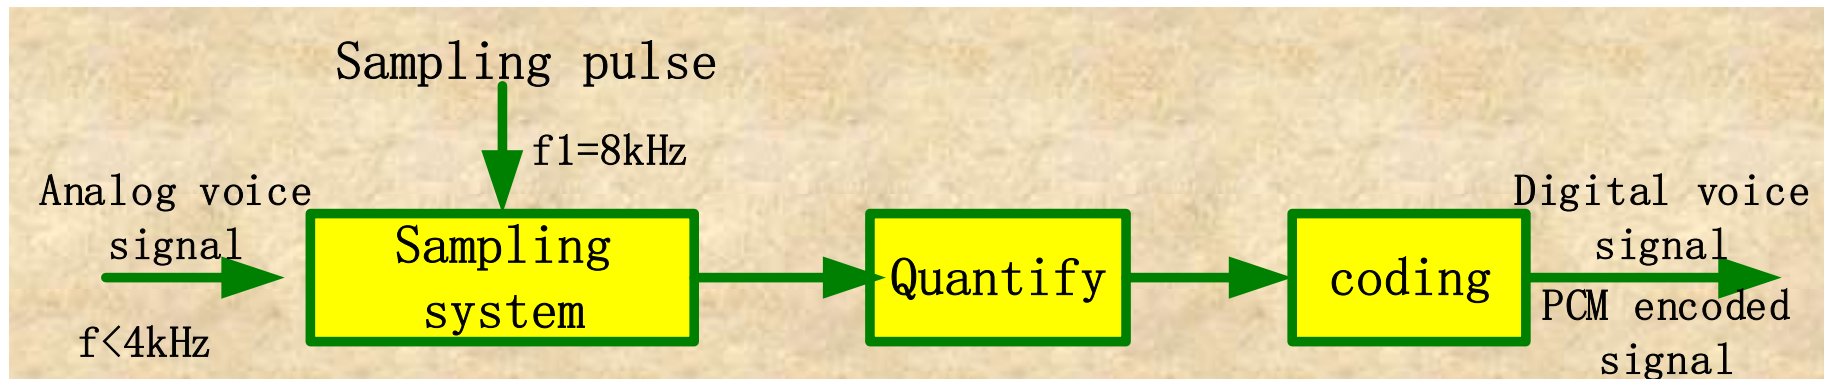 Sampling pulse
f1=8kHz
Analog voice
signal
f<4kHz
Sampling
system
Quantify
coding
Digital voice
signal
PCM encoded
signal